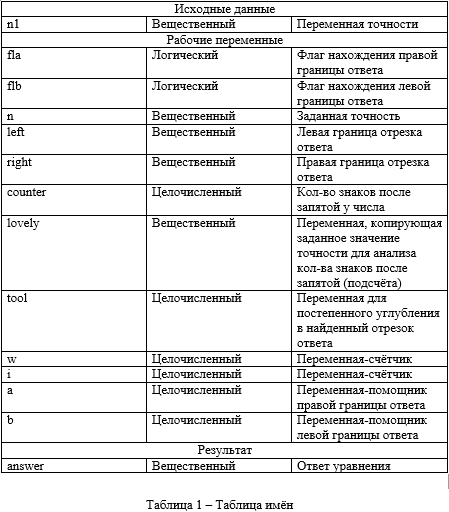 Исходные данные
n1 Вещественный Переменная точности
Рабочие переменные
fla Логический Флаг нахождения правой
границы ответа
flb Логический Флаг нахождения левой
границы ответа
n Вещественный Заданная точность
left Вещественный Левая граница отрезка
ответа
right Вещественный Правая граница отрезка
ответа
counter Целочисленный Кол-во знаков после
запятой у числа
lovely Вещественный Переменная, копирующая
заданное значение
точности для анализа
кол-ва знаков после
запятой (подсчёта)
tool Целочисленный Переменная для
постепенного углубления
в найденный отрезок
ответа
w Целочисленный Переменная-счётчик
i Целочисленный Переменная-счётчик
a Целочисленный Переменная-помощник
правой границы ответа
b Целочисленный Переменная-помощник
левой границы ответа
Результат
answer Вещественный Ответ уравнения
Таблица 1 – Таблица имён